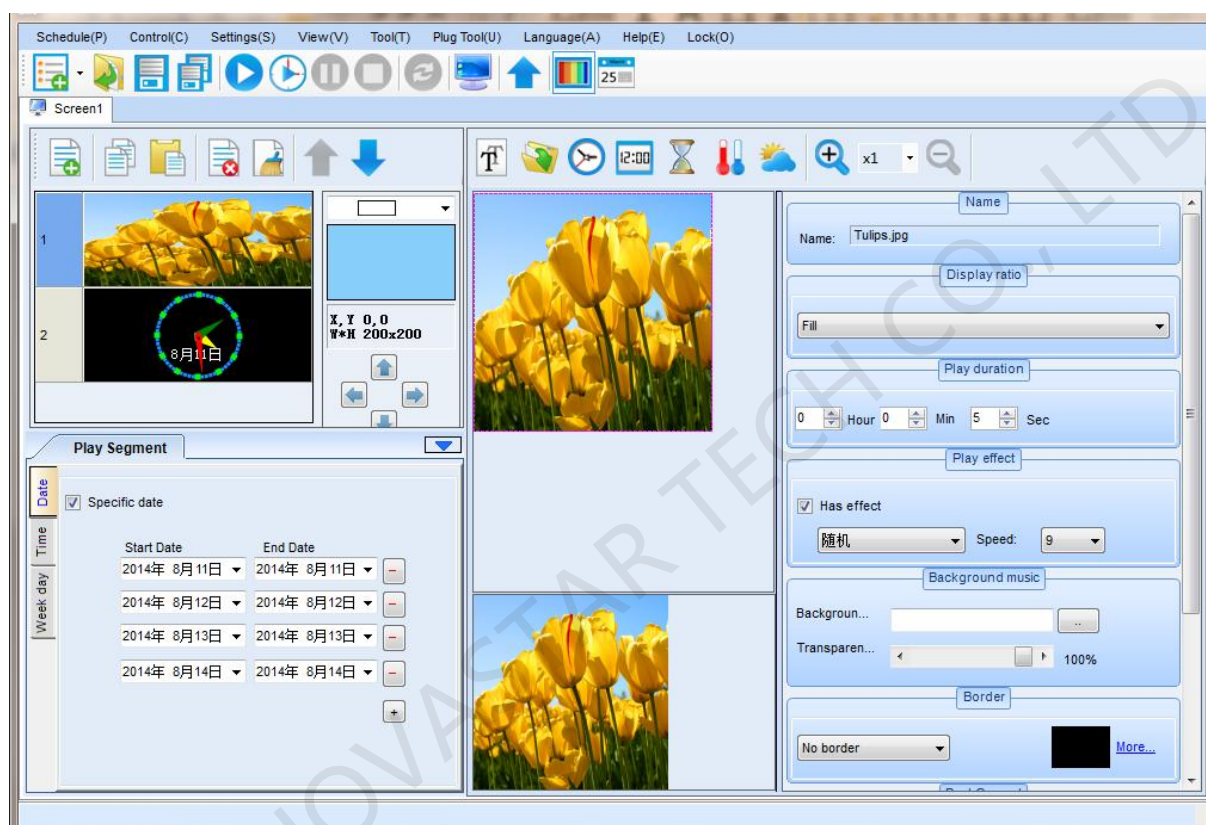 Schedule(P) Control(C) Settings(S) View(V) Tool(T) Plug Tool(U) Language(A) Help(E) Lock(O)
25
Screen1
T 12:00 x1
1
2
8月11日
X,Y 0,0
W*H 200x200
Play Segment
Date
Time
Week day
Specific date
Start Date End Date
2014年 8月11日 2014年 8月11日 -
2014年 8月12日 2014年 8月12日 -
2014年 8月13日 2014年 8月13日 -
2014年 8月14日 2014年 8月14日 -
+
Name
Name: Tulips.jpg
Display ratio
Fill
Play duration
0 Hour 0 Min 5 Sec
Play effect
Has effect
随机 Speed: 9
Background music
Backgroun... ..
Transparen... 100%
Border
No border More...
NOVASTAR TECH CO., LTD.